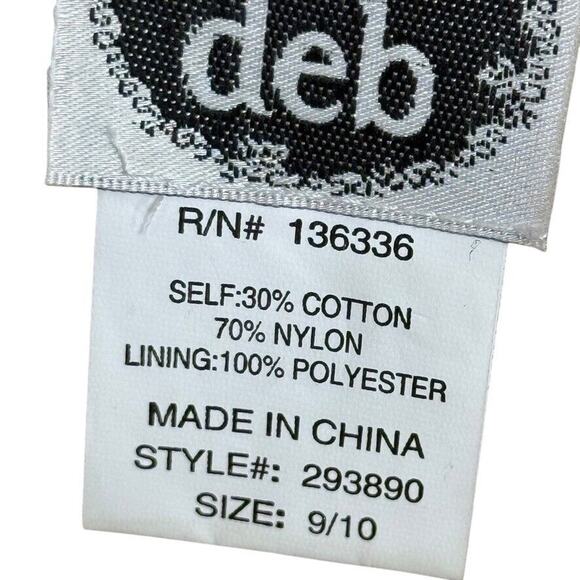 deb
R/N# 136336
SELF:30% COTTON
70% NYLON
LINING:100% POLYESTER
MADE IN CHINA
STYLE#: 293890
SIZE: 9/10